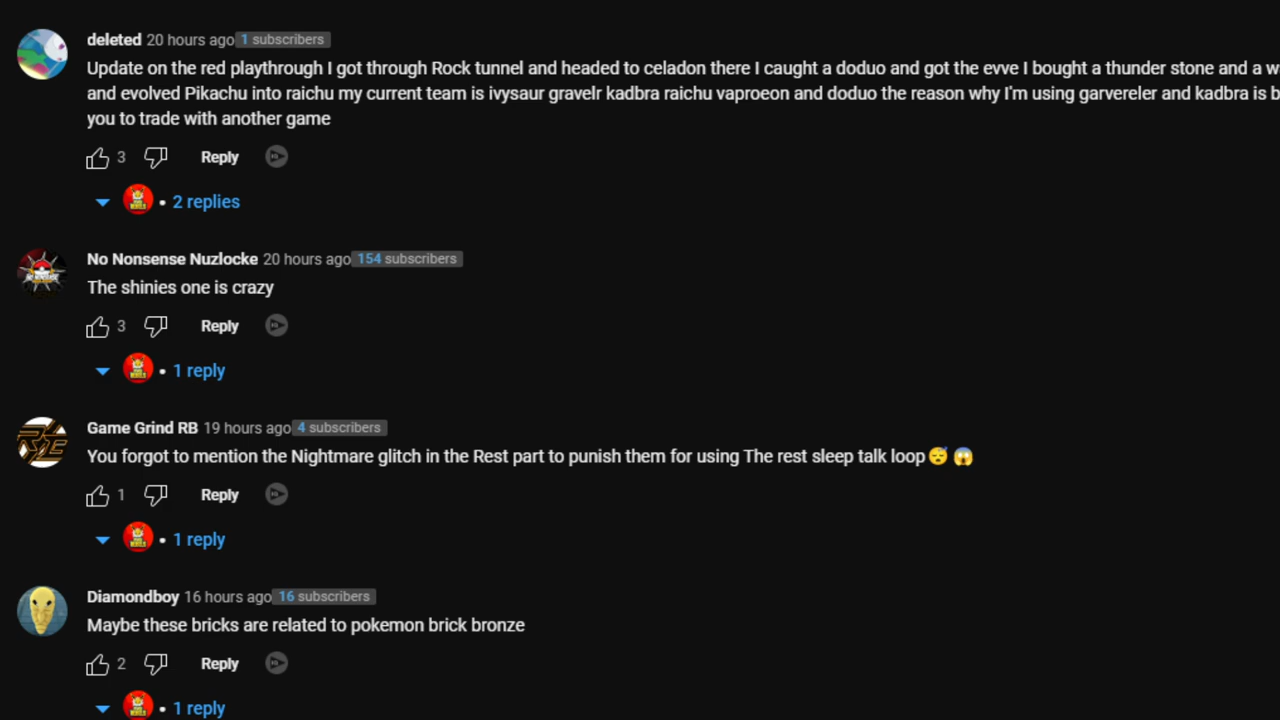 deleted 20 hours ago 1 subscribers
Update on the red playthrough I got through Rock tunnel and headed to celadon there I caught a doduo and got the evve I bought a thunder stone and a
and evolved Pikachu into raichu my current team is ivysaur gravelr kadbra raichu vaproeon and doduo the reason why I'm using garvereler and kadbra is
you to trade with another game
3 Reply
• 2 replies
No Nonsense Nuzlocke 20 hours ago 154 subscribers
The shinies one is crazy
3 Reply
• 1 reply
Game Grind RB 19 hours ago 4 subscribers
You forgot to mention the Nightmare glitch in the Rest part to punish them for using The rest sleep talk loop😴 😱
1 Reply
• 1 reply
Diamondboy 16 hours ago 16 subscribers
Maybe these bricks are related to pokemon brick bronze
2 Reply
• 1 reply